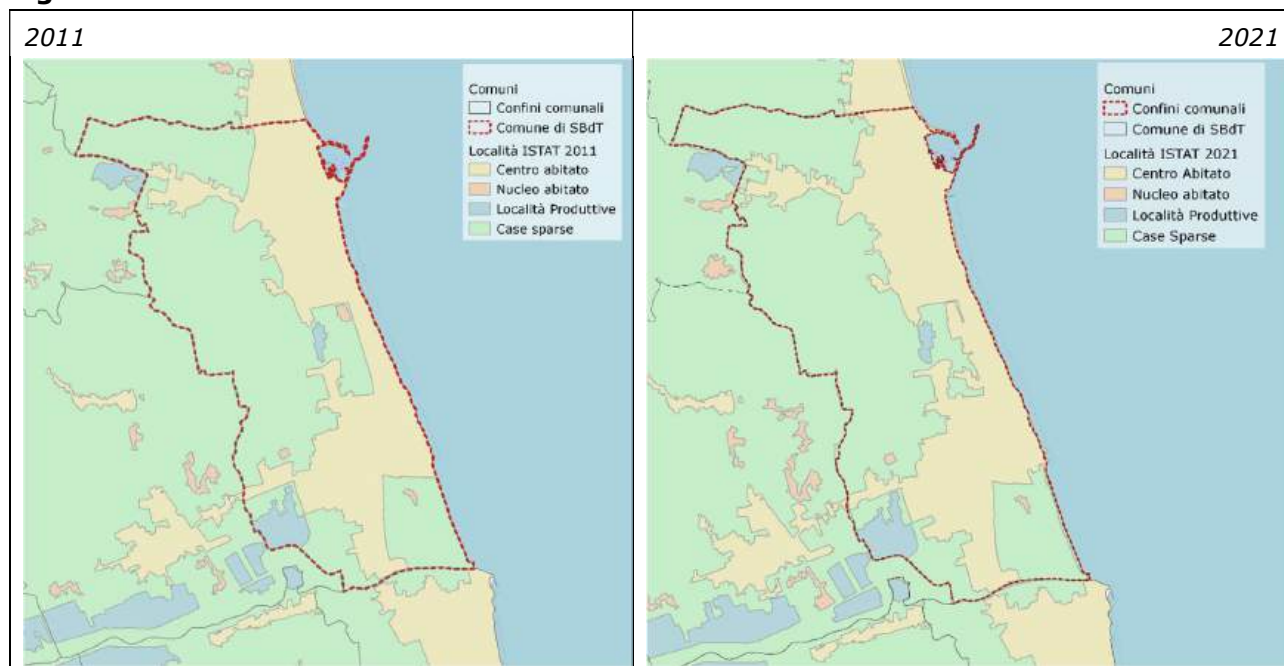 2011
2021
Comuni
Confini comunali
Comune di SBdT
Località ISTAT 2011
Centro abitato
Nucleo abitato
Località Produttive
Case sparse
Comuni
Confini comunali
Comune di SBdT
Località ISTAT 2021
Centro Abitato
Nucleo abitato
Località Produttive
Case Sparse